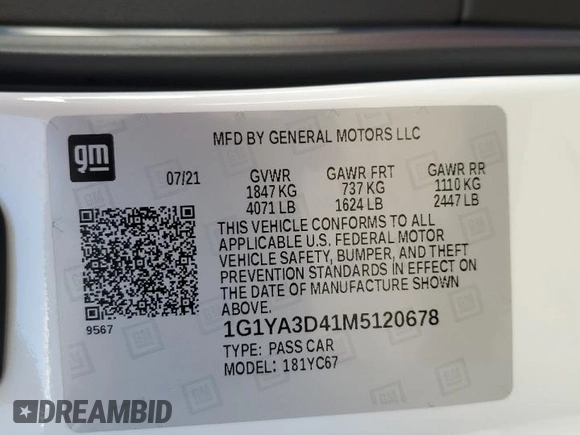 gm
MFD BY GENERAL MOTORS LLC
07/21
GVWR GAWR FRT GAWR RR
1847 KG 737 KG 1110 KG
4071 LB 1624 LB 2447 LB
THIS VEHICLE CONFORMS TO ALL
APPLICABLE U.S. FEDERAL MOTOR
VEHICLE SAFETY, BUMPER, AND THEFT
PREVENTION STANDARDS IN EFFECT ON
THE DATE OF MANUFACTURE SHOWN
ABOVE.
9567
1G1YA3D41M5120678
TYPE: PASS CAR
MODEL: 181YC67
DREAMBID